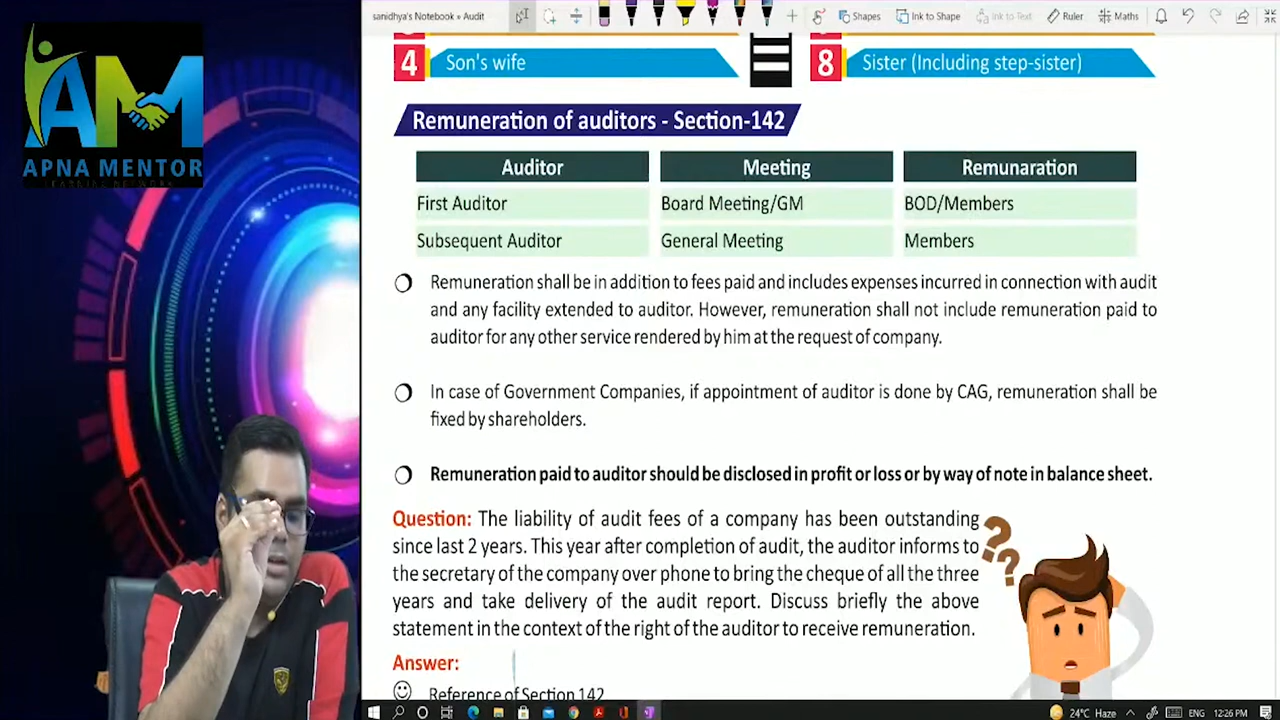 sanidhya's Notebook » Audit
Shapes
Ink to Shape
Ink to Text
Ruler
Maths
4 Son's wife
8 Sister (Including step-sister)
AM
APNA MENTOR
LEARNING NETWORK
Remuneration of auditors - Section-142
Auditor Meeting Remunaration
First Auditor Board Meeting/GM BOD/Members
Subsequent Auditor General Meeting Members
Remuneration shall be in addition to fees paid and includes expenses incurred in connection with audit
and any facility extended to auditor. However, remuneration shall not include remuneration paid to
auditor for any other service rendered by him at the request of company.
In case of Government Companies, if appointment of auditor is done by CAG, remuneration shall be
fixed by shareholders.
Remuneration paid to auditor should be disclosed in profit or loss or by way of note in balance sheet.
Question: The liability of audit fees of a company has been outstanding
since last 2 years. This year after completion of audit, the auditor informs to
the secretary of the company over phone to bring the cheque of all the three
years and take delivery of the audit report. Discuss briefly the above
statement in the context of the right of the auditor to receive remuneration.
??
Answer:
Reference of Section 142
24°C Haze
ENG
12:26 PM